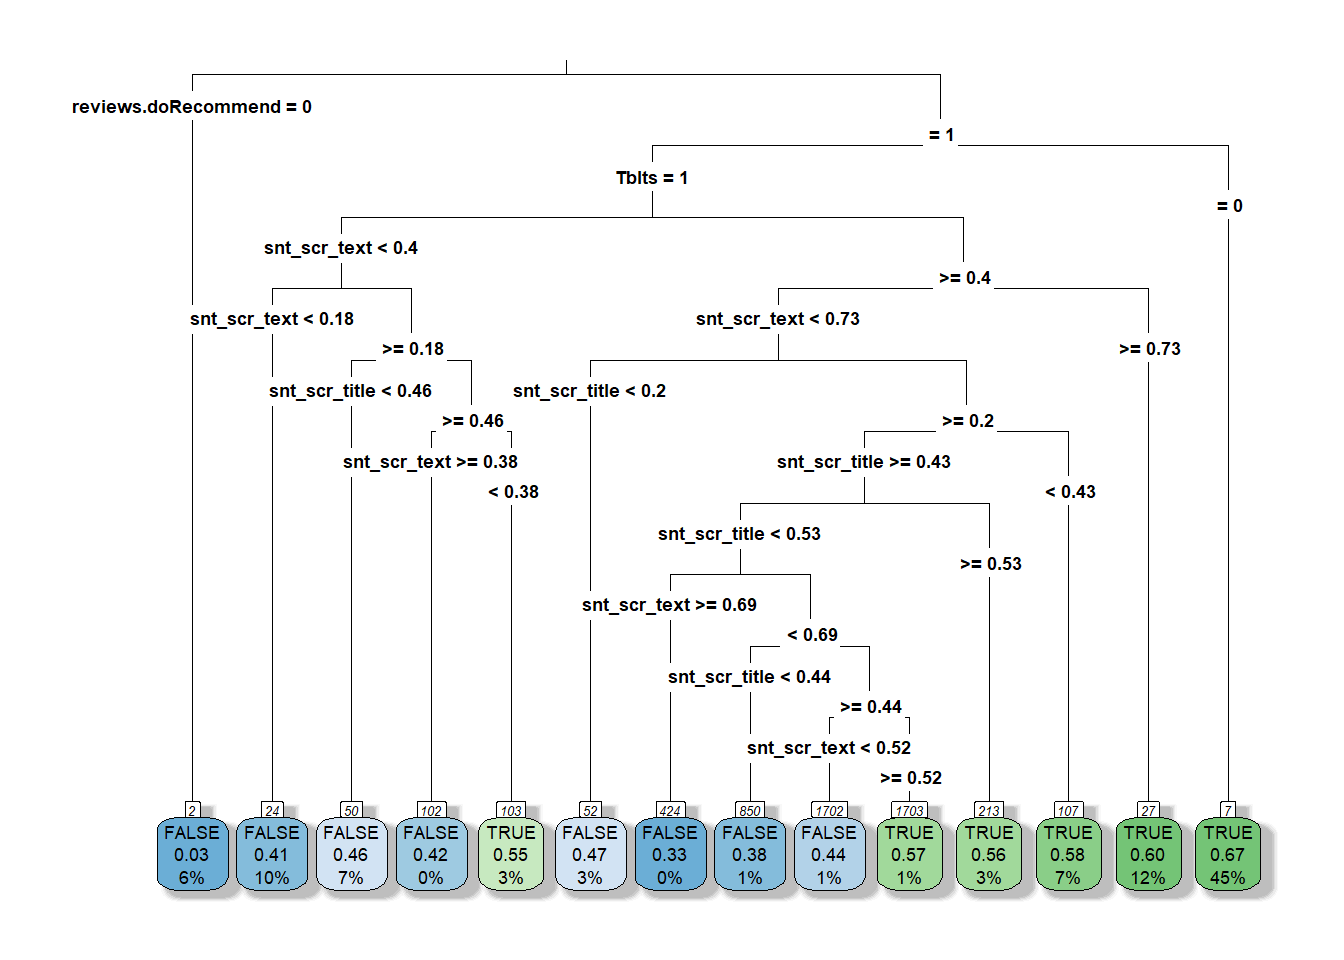 reviews.doRecommend = 0
= 1
Tblts = 1
= 0
snt_scr_text < 0.4
>= 0.4
snt_scr_text < 0.18
snt_scr_text < 0.73
>= 0.18
>= 0.73
snt_scr_title < 0.46
snt_scr_title < 0.2
>= 0.46
>= 0.2
snt_scr_text >= 0.38
snt_scr_title >= 0.43
< 0.38
< 0.43
snt_scr_title < 0.53
>= 0.53
snt_scr_text >= 0.69
< 0.69
snt_scr_title < 0.44
>= 0.44
snt_scr_text < 0.52
>= 0.52
2 24 50 102 103 52 424 850 1702 1703 213 107 27 7
FALSE FALSE FALSE FALSE TRUE FALSE FALSE FALSE FALSE TRUE TRUE TRUE TRUE TRUE
0.03 0.41 0.46 0.42 0.55 0.47 0.33 0.38 0.44 0.57 0.56 0.58 0.60 0.67
6% 10% 7% 0% 3% 3% 0% 1% 1% 1% 3% 7% 12% 45%